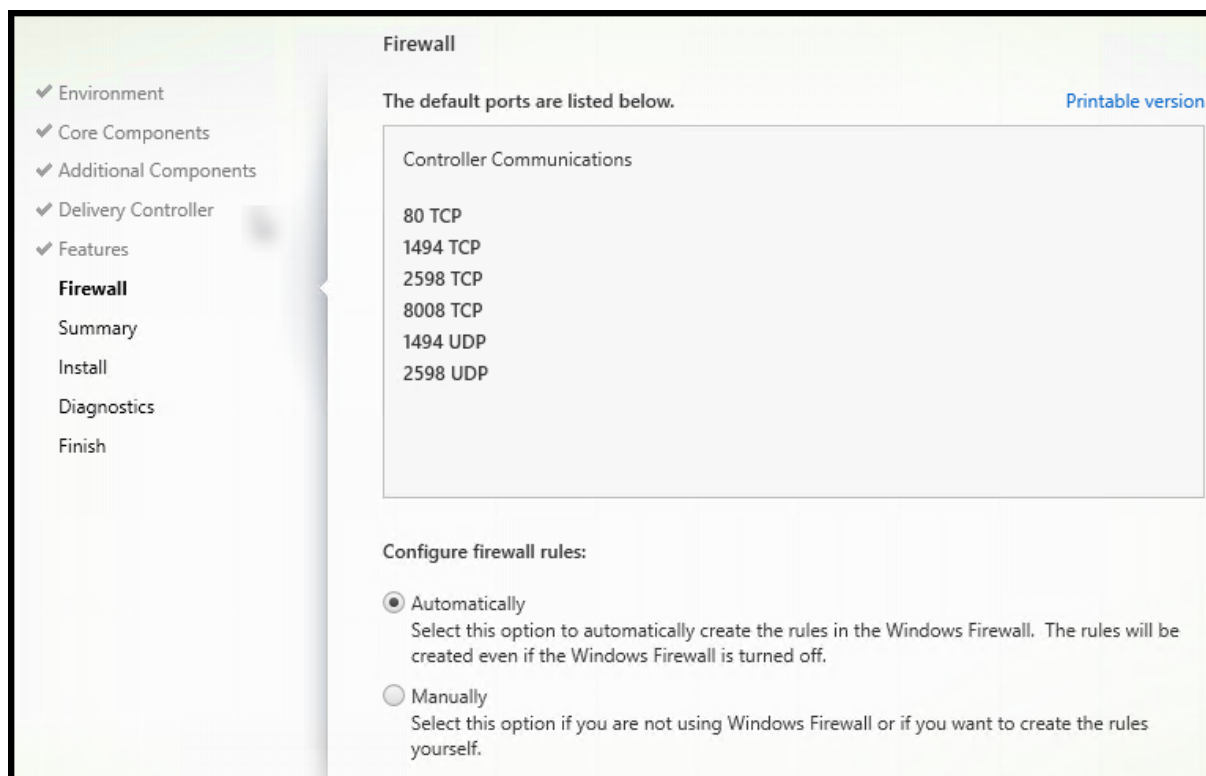 Environment
Core Components
Additional Components
Delivery Controller
Features
Firewall
Summary
Install
Diagnostics
Finish
Firewall
The default ports are listed below.
Printable version
Controller Communications
80 TCP
1494 TCP
2598 TCP
8008 TCP
1494 UDP
2598 UDP
Configure firewall rules:
Automatically
Select this option to automatically create the rules in the Windows Firewall.  The rules will be
created even if the Windows Firewall is turned off.
Manually
Select this option if you are not using Windows Firewall or if you want to create the rules
yourself.